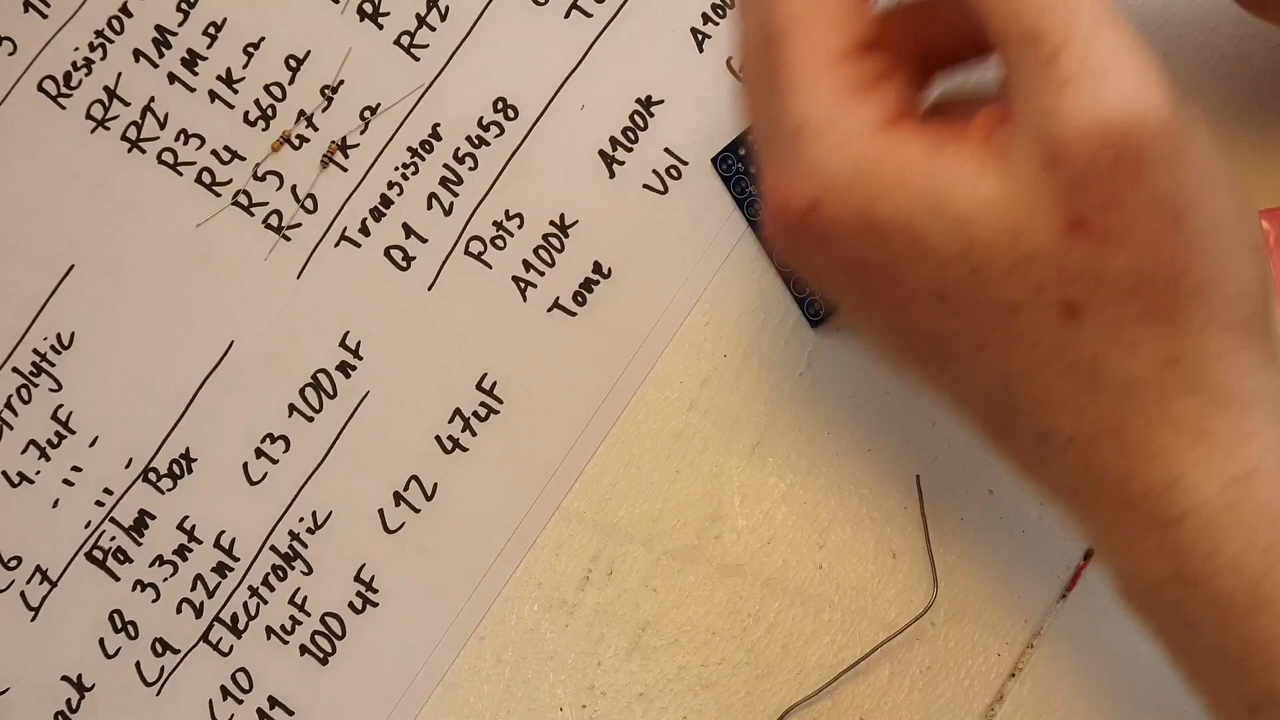 Resistor
R1 1MΩ
R2 1MΩ
R3 1kΩ
R4 560Ω
R5 47Ω
R6 1kΩ
Transistor
Q1 2N5458
Pots
A100k
Tone
A100k
Vol
A100
4.7uF
-"-
C7 -"-
Film Box
C8 3.3nF
C9 22nF
C13 100nF
Electrolytic
C10 1uF
11 100uF
C12 47uF